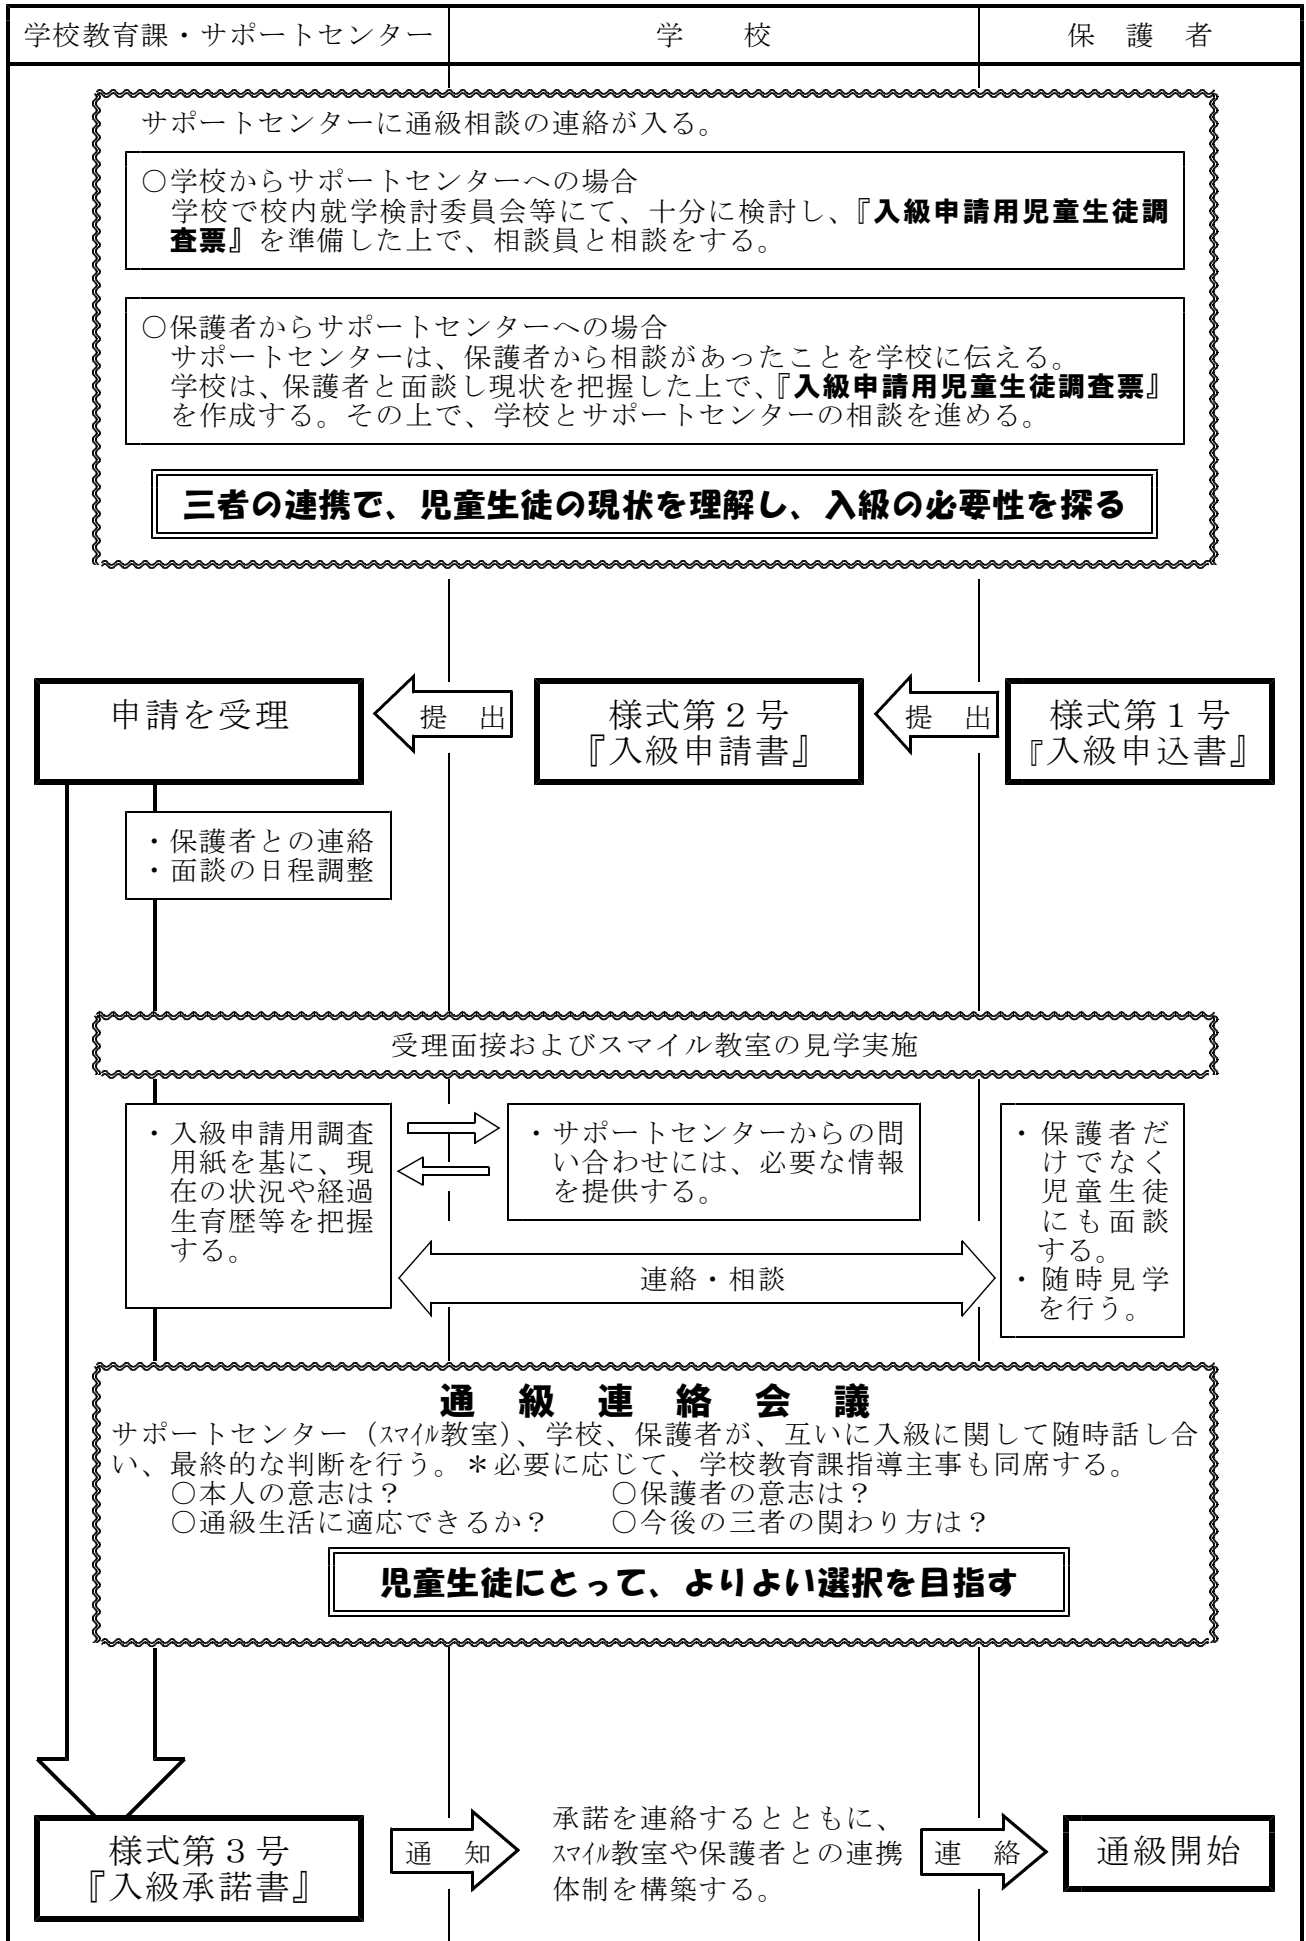 学校教育課・サポートセンター
学　校
保　護　者
サポートセンターに通級相談の連絡が入る。
○学校からサポートセンターへの場合
学校で校内就学検討委員会等にて、十分に検討し、『入級申請用児童生徒調
査票』を準備した上で、相談員と相談をする。
○保護者からサポートセンターへの場合
サポートセンターは、保護者から相談があったことを学校に伝える。
学校は、保護者と面談し現状を把握した上で、『入級申請用児童生徒調査票』
を作成する。その上で、学校とサポートセンターの相談を進める。
三者の連携で、児童生徒の現状を理解し、入級の必要性を探る
申請を受理
提　出
様式第２号
『入級申請書』
提　出
様式第１号
『入級申込書』
・保護者との連絡
・面談の日程調整
受理面接およびスマイル教室の見学実施
・入級申請用調査
用紙を基に、現
在の状況や経過
生育歴等を把握
する。
・サポートセンターからの問
い合わせには、必要な情報
を提供する。
・保護者だ
けでなく
児童生徒
にも面談
する。
・随時見学
を行う。
連絡・相談
通　級　連　絡　会　議
サポートセンター（ｽﾏｲﾙ教室）、学校、保護者が、互いに入級に関して随時話し合
い、最終的な判断を行う。＊必要に応じて、学校教育課指導主事も同席する。
○本人の意志は？　○保護者の意志は？
○通級生活に適応できるか？　○今後の三者の関わり方は？
児童生徒にとって、よりよい選択を目指す
様式第３号
『入級承諾書』
通　知
承諾を連絡するとともに、
ｽﾏｲﾙ教室や保護者との連携
体制を構築する。
連　絡
通級開始